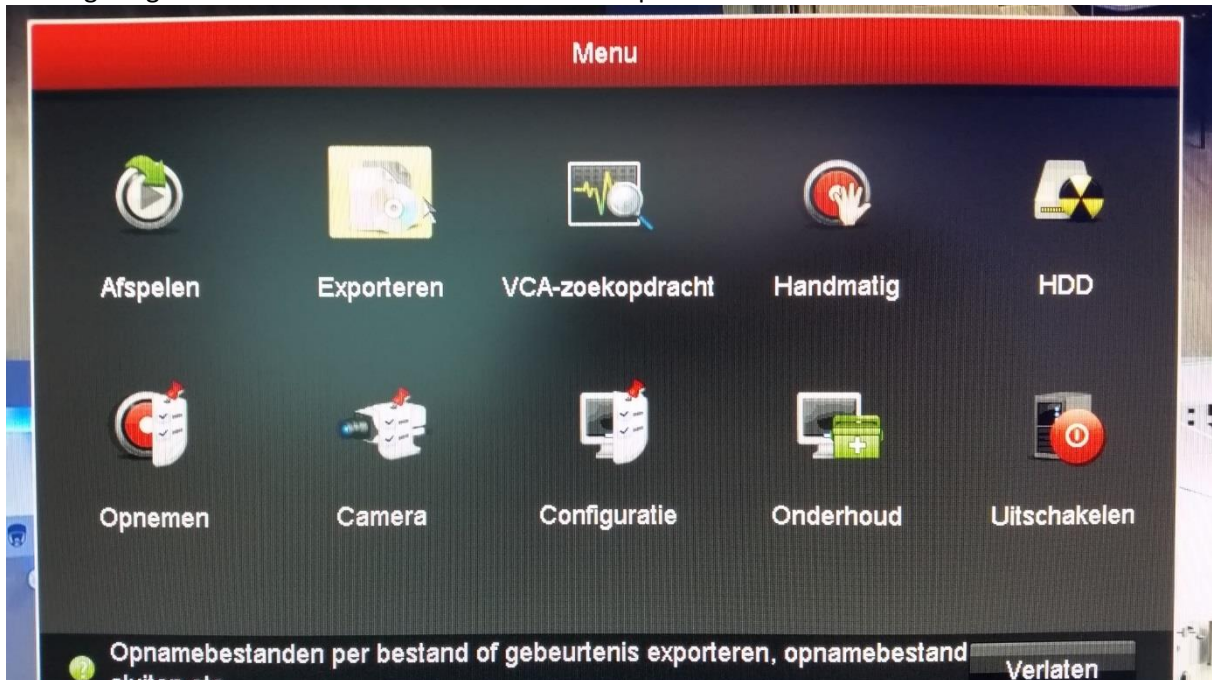 Menu
Afspelen
Exporteren
VCA-zoekopdracht
Handmatig
HDD
Opnemen
Camera
Configuratie
Onderhoud
Uitschakelen
Opnamebestanden per bestand of gebeurtenis exporteren, opnamebestand
Verlaten